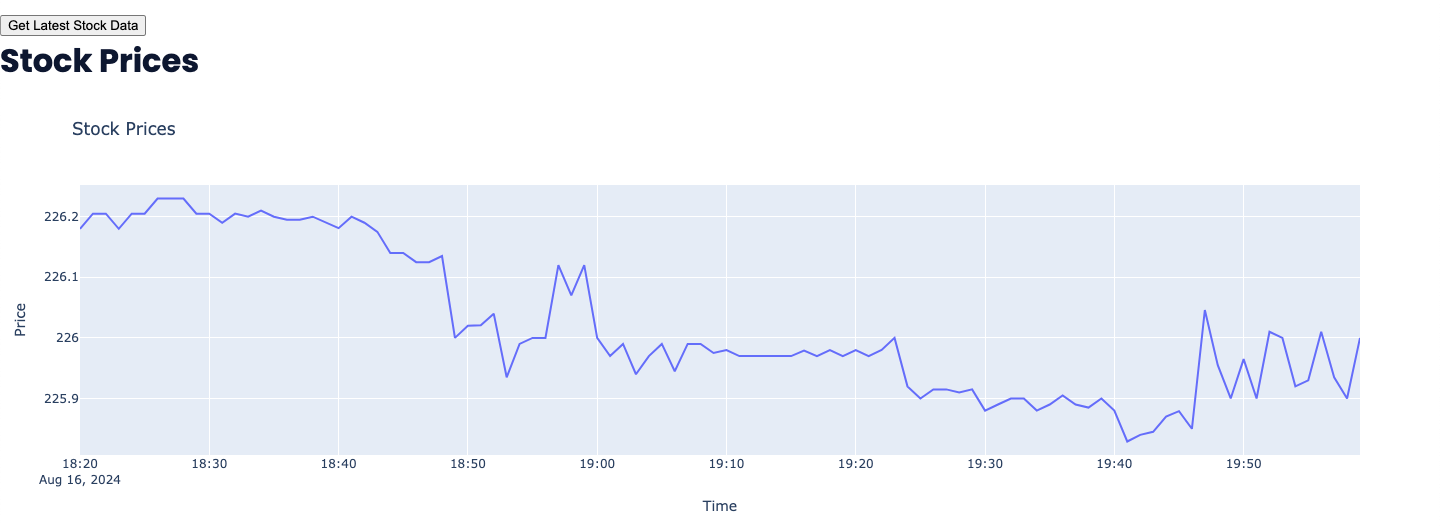 Get Latest Stock Data
Stock Prices
Stock Prices
226.2
226.1
226
225.9
Price
18:20 18:30 18:40 18:50 19:00 19:10 19:20 19:30 19:40 19:50
Aug 16, 2024
Time